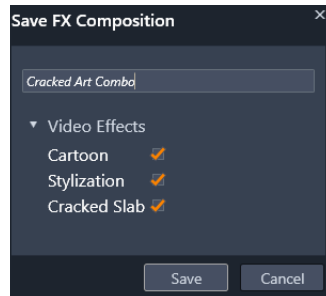 Save FX Composition
Cracked Art Combo
Video Effects
Cartoon
Stylization
Cracked Slab
Save Cancel